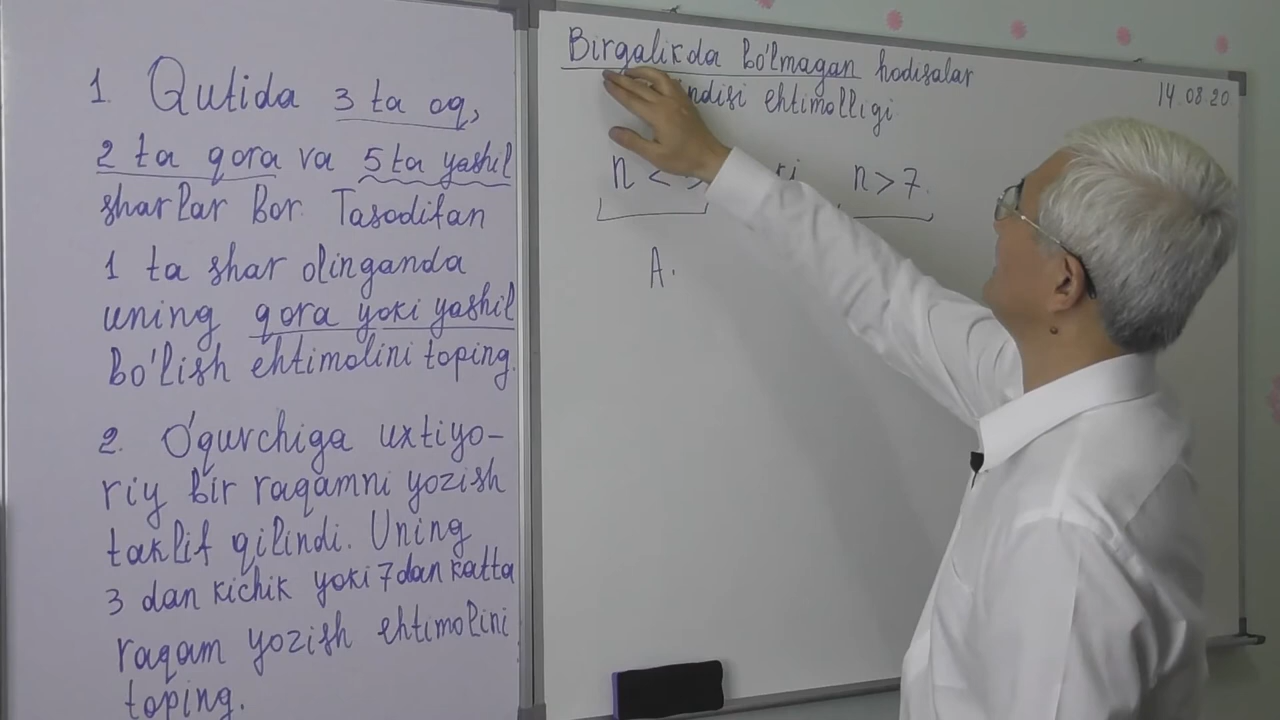 1. Qutida 3 ta oq,
2 ta qora va 5 ta yashil
sharlar bor. Tasodifan
1 ta shar olinganda
uning qora yoki yashil
bo'lish ehtimolini toping.
2. O'quvchiga ixtiyo-
riy bir raqamni yozish
taklif qilindi. Uning
3 dan kichik yoki 7 dan katta
raqam yozish ehtimolini
toping.
Birgalikda bo'lmagan hodisalar
ehtimolligi
14.08.20
n < n > 7.
A.